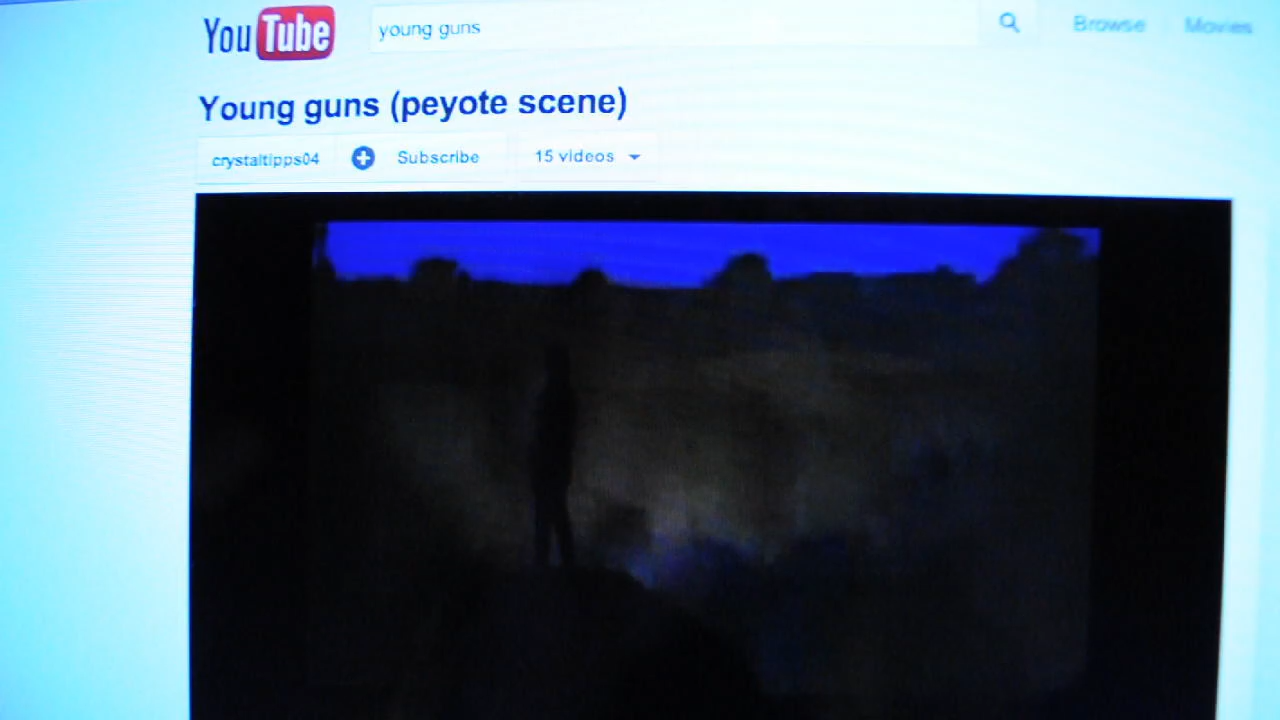 YouTube young guns Browse Movies
Young guns (peyote scene)
crystaltipps04 Subscribe 15 videos